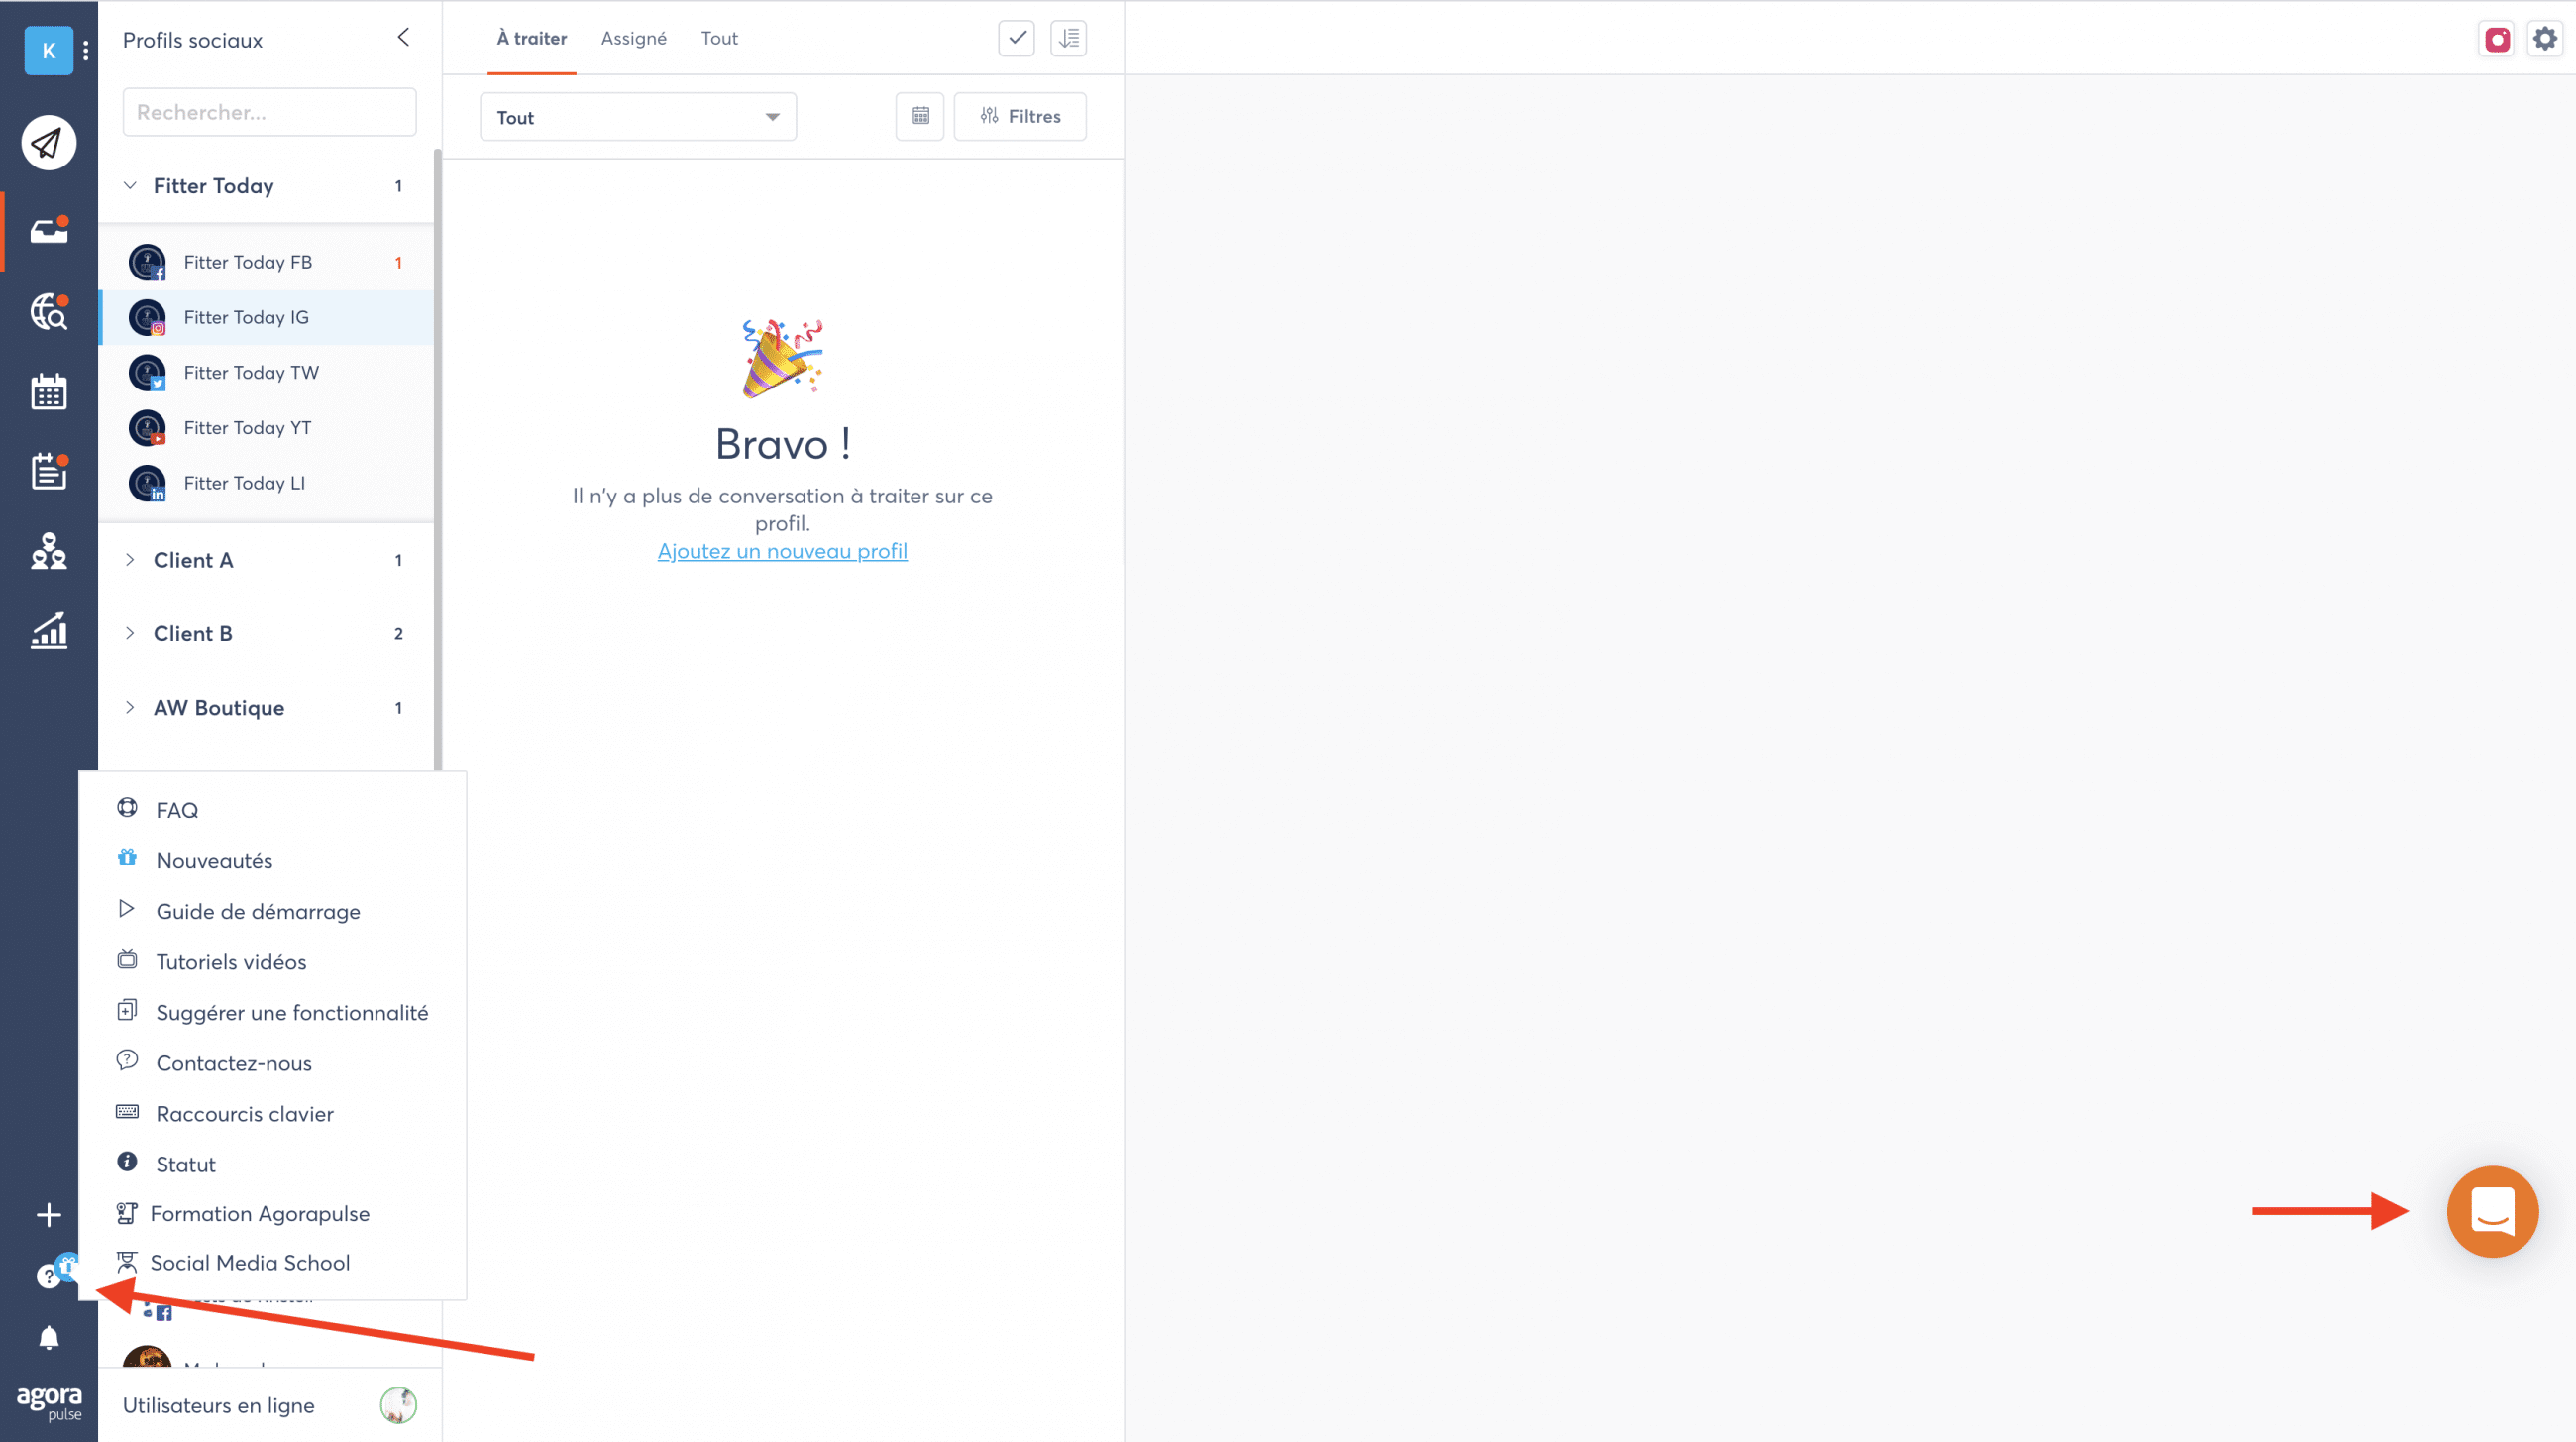 K
Profils sociaux
Rechercher...
Fitter Today 1
Fitter Today FB 1
Fitter Today IG
Fitter Today TW
Fitter Today YT
Fitter Today LI
Client A 1
Client B 2
AW Boutique 1
FAQ
Nouveautés
Guide de démarrage
Tutoriels vidéos
Suggérer une fonctionnalité
Contactez-nous
Raccourcis clavier
Statut
Formation Agorapulse
Social Media School
Utilisateurs en ligne
agora
pulse
À traiter Assigné Tout
Tout Filtres
Bravo !
Il n'y a plus de conversation à traiter sur ce
profil.
Ajoutez un nouveau profil